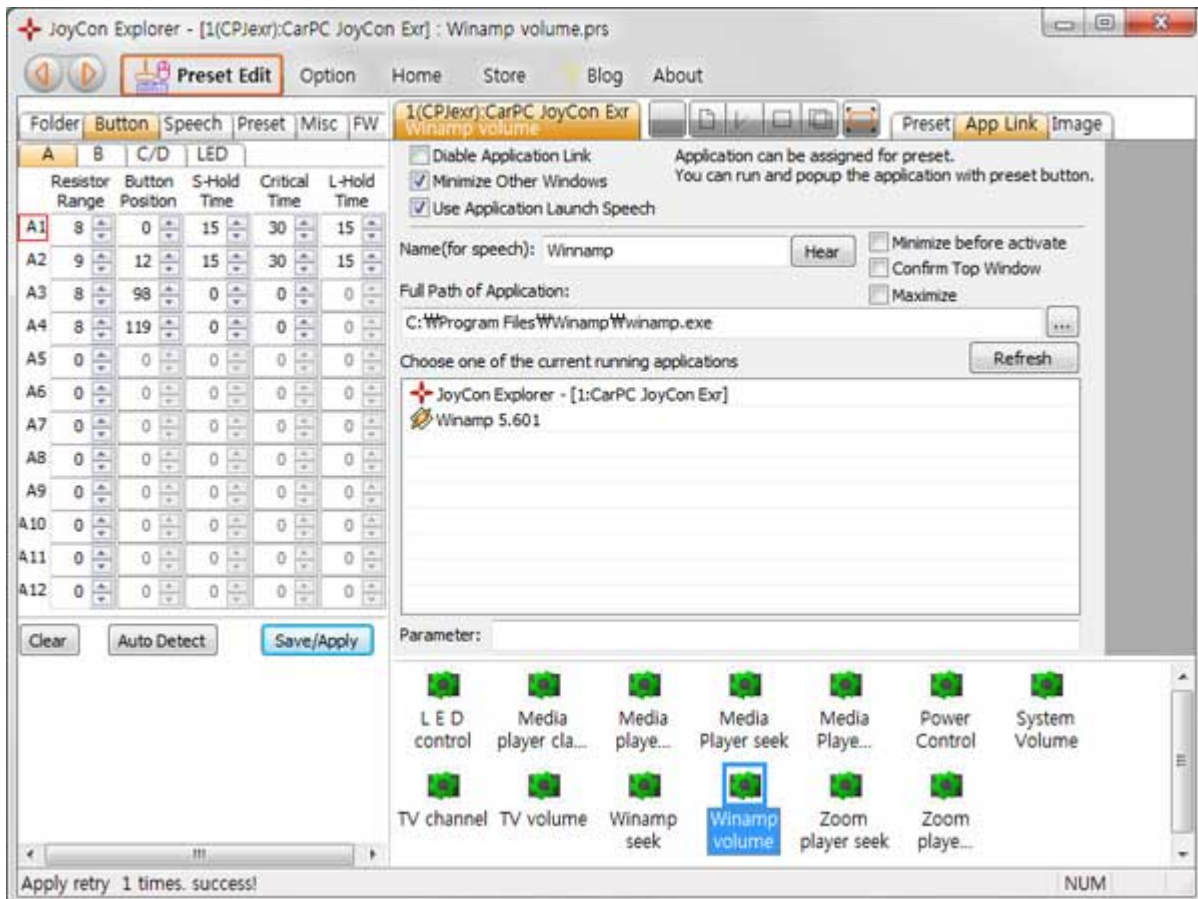 JoyCon Explorer - [1(CPJexr):CarPC JoyCon Exr] : Winamp volume.prs
Preset Edit Option Home Store Blog About
Folder Button Speech Preset Misc FW
1(CPJexr):CarPC JoyCon Exr
Winamp volume
Preset App Link Image
A B C/D LED
Resistor Range Button Position S-Hold Time Critical Time L-Hold Time
A1 8 0 15 30 15
A2 9 12 15 30 15
A3 8 98 0 0 0
A4 8 119 0 0 0
A5 0 0 0 0 0
A6 0 0 0 0 0
A7 0 0 0 0 0
A8 0 0 0 0 0
A9 0 0 0 0 0
A10 0 0 0 0 0
A11 0 0 0 0 0
A12 0 0 0 0 0
Clear Auto Detect Save/Apply
Diable Application Link
Minimize Other Windows
Use Application Launch Speech
Application can be assigned for preset.
You can run and popup the application with preset button.
Name(for speech): Winnamp Hear
Minimize before activate
Confirm Top Window
Maximize
Full Path of Application:
C:₩Program Files₩Winamp₩winamp.exe ...
Choose one of the current running applications Refresh
JoyCon Explorer - [1:CarPC JoyCon Exr]
Winamp 5.601
Parameter:
L E D control
Media player cla...
Media playe...
Media Player seek
Media Playe...
Power Control
System Volume
TV channel
TV volume
Winamp seek
Winamp volume
Zoom player seek
Zoom playe...
Apply retry 1 times. success! NUM